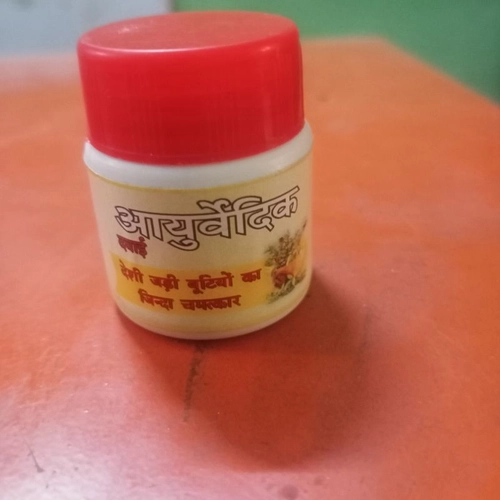 आयुर्वेदिक
दवाई
देशी जड़ी बूटियों का
जिन्दा चमत्कार